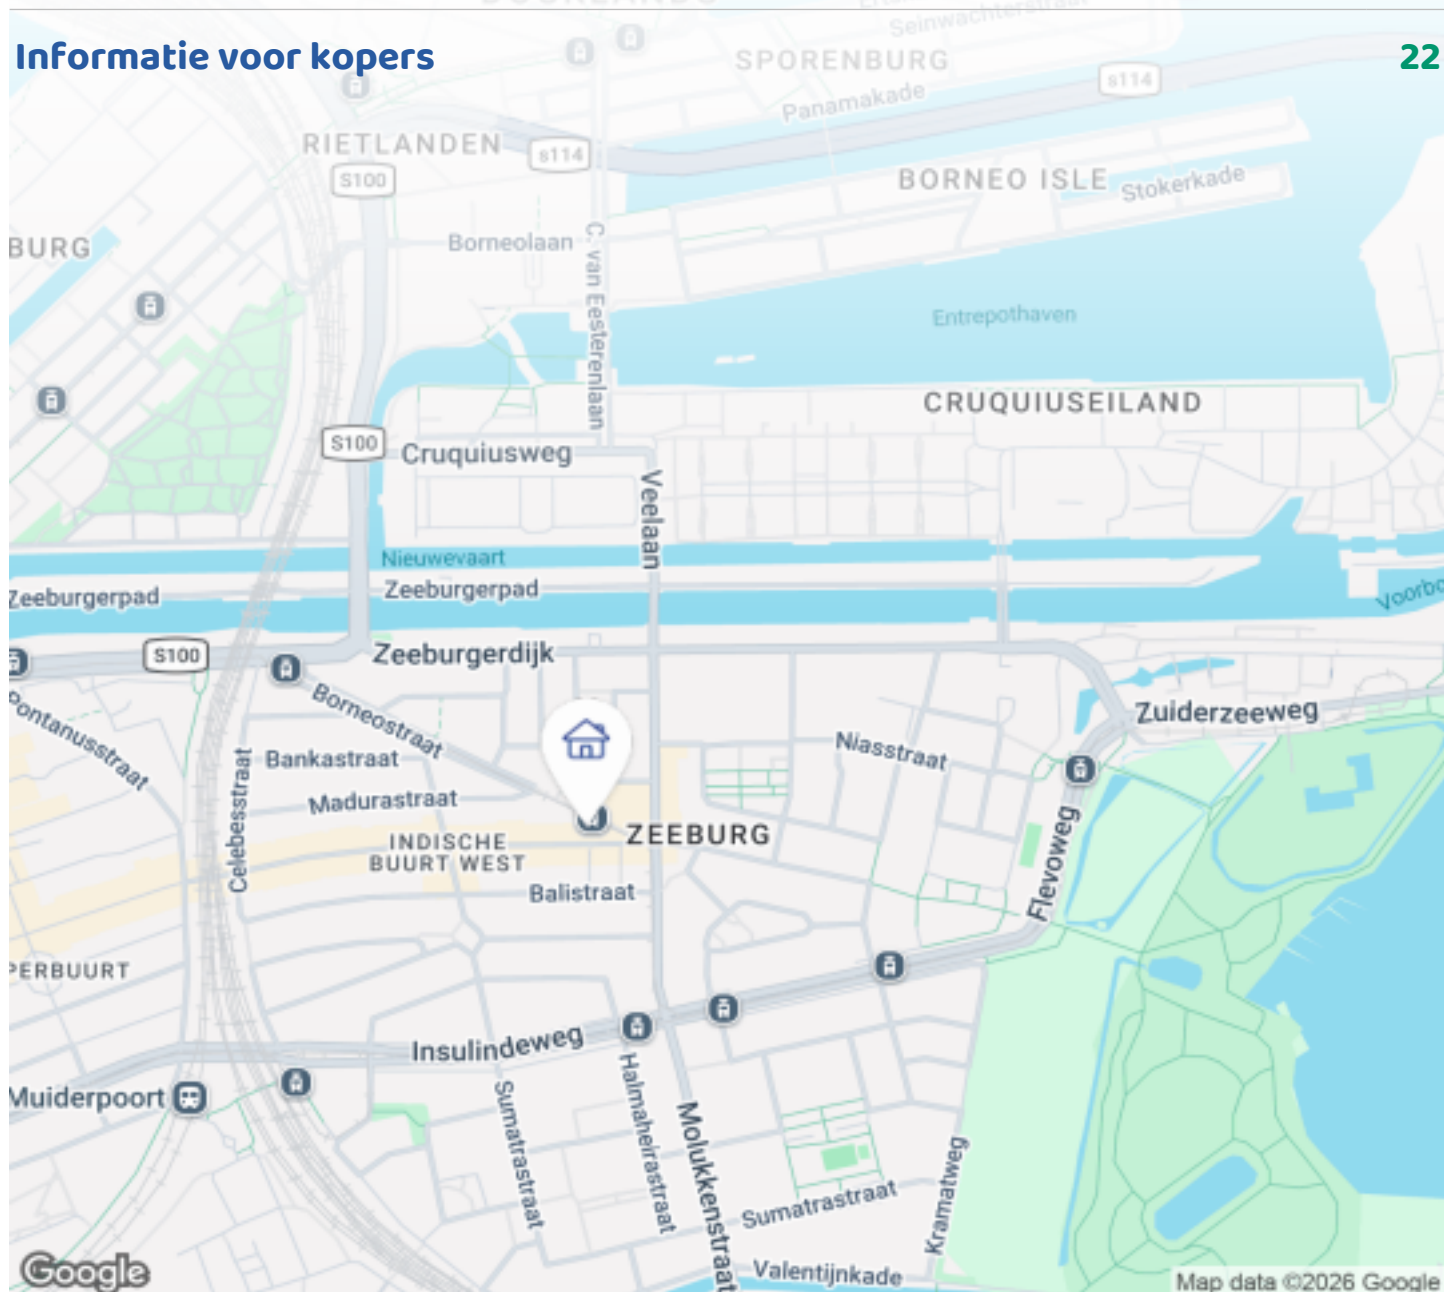 Informatie voor kopers
22
Seinwachterstraat
SPORENBURG
s114
Panamakade
RIETLANDEN
s114
S100
BORNEO ISLE
Stokerkade
BURG
Borneolaan
C. van Eesterenlaan
Entrepothaven
CRUQUIUSEILAND
S100
Cruquiusweg
Veelaan
Nieuwevaart
Zeeburgerpad
Zeeburgerpad
Voorbo
S100
Zeeburgerdijk
Pontanusstraat
Borneostraat
Zuiderzeeweg
Niasstraat
Celebesstraat
Bankastraat
Madurastraat
INDISCHE
BUURT WEST
ZEEBURG
Balistraat
Flevoweg
PERBUURT
Insulindeweg
Muiderpoort
Sumatrastraat
Halmaheirastraat
Molukkenstraat
Sumatrastraat
Kramatweg
Valentijnkade
Google
Map data ©2026 Google